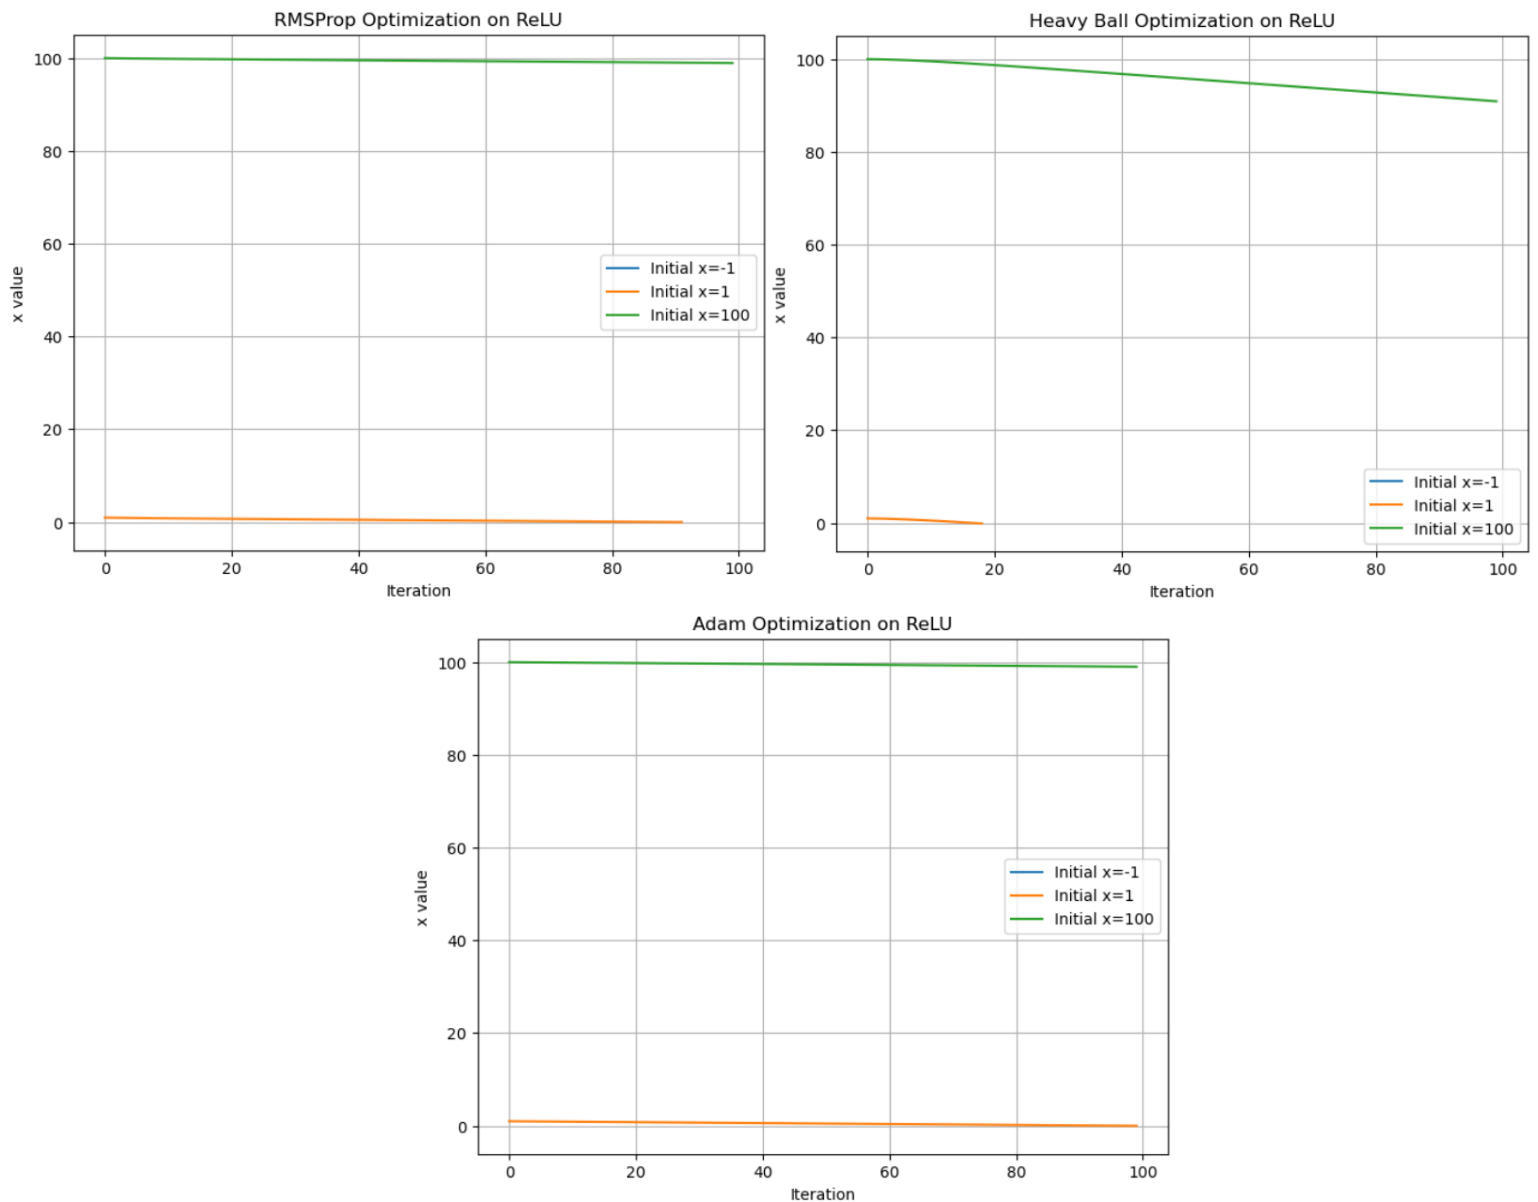 RMSProp Optimization on ReLU
100
80
60
40
20
0
x value
Initial x=-1
Initial x=1
Initial x=100
0 20 40 60 80 100
Iteration
Heavy Ball Optimization on ReLU
100
80
60
40
20
0
x value
Initial x=-1
Initial x=1
Initial x=100
0 20 40 60 80 100
Iteration
Adam Optimization on ReLU
100
80
60
40
20
0
x value
Initial x=-1
Initial x=1
Initial x=100
0 20 40 60 80 100
Iteration